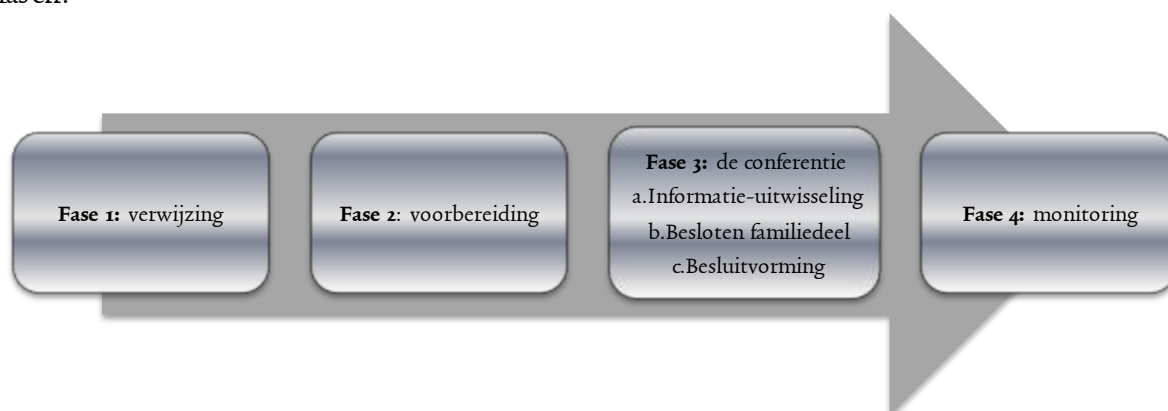 Fase 1: verwijzing
Fase 2: voorbereiding
Fase 3: de conferentie
a.Informatie-uitwisseling
b.Besloten familiedeel
c.Besluitvorming
Fase 4: monitoring